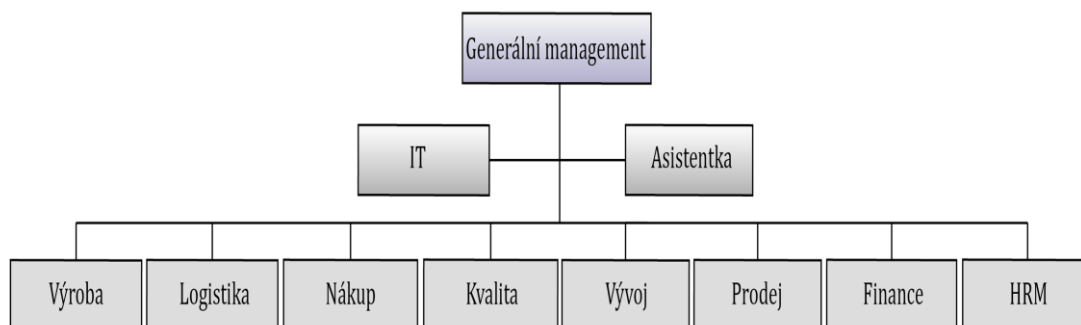 Generální management
IT
Asistentka
Výroba
Logistika
Nákup
Kvalita
Vývoj
Prodej
Finance
HRM